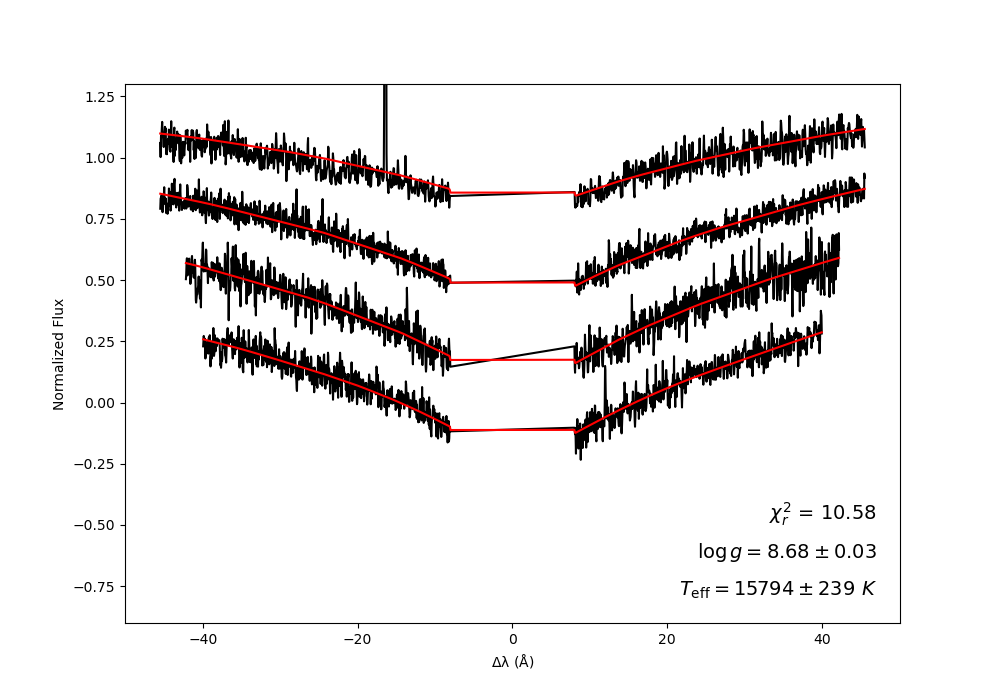 1.25
1.00
0.75
0.50
0.25
0.00
−0.25
−0.50
−0.75
Normalized Flux
χ²ᵣ = 10.58
log g = 8.68 ± 0.03
T_eff = 15794 ± 239 K
−40
−20
0
20
40
Δλ (Å)